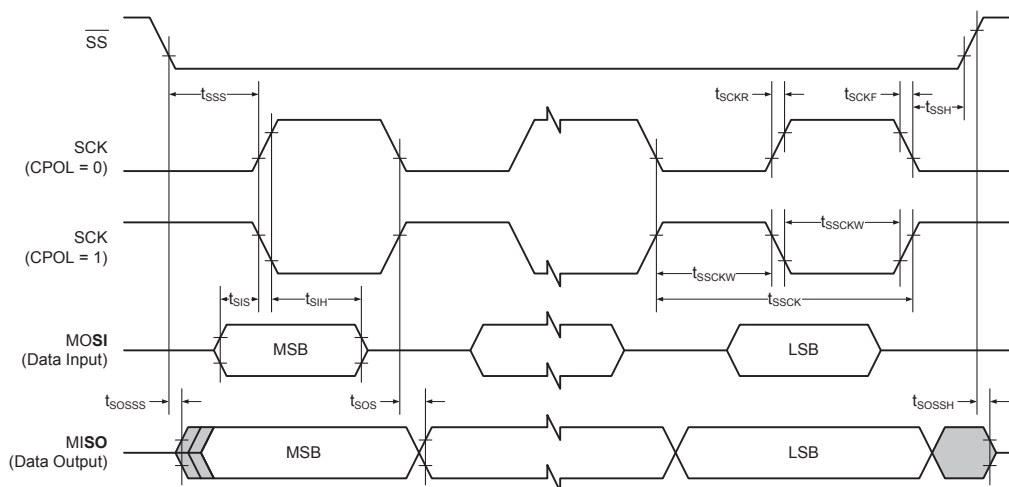 SS
tSSS
tSCKR
tSCKF
tSSH
SCK
(CPOL = 0)
SCK
(CPOL = 1)
tSSCKW
tSSCKW
tSIS
tSIH
tSSCK
MOSI
(Data Input)
MSB
LSB
tSOSSS
tSOS
tSOSSH
MISO
(Data Output)
MSB
LSB